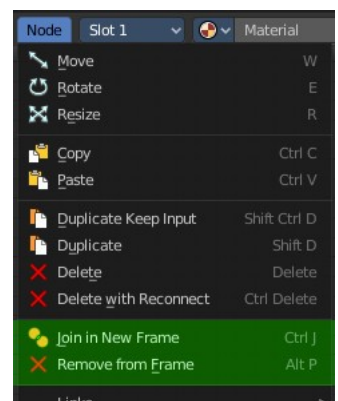 Node Slot 1 Material
Move W
Rotate E
Resize R
Copy Ctrl C
Paste Ctrl V
Duplicate Keep Input Shift Ctrl D
Duplicate Shift D
Delete Delete
Delete with Reconnect Ctrl Delete
Join in New Frame Ctrl J
Remove from Frame Alt P
Links